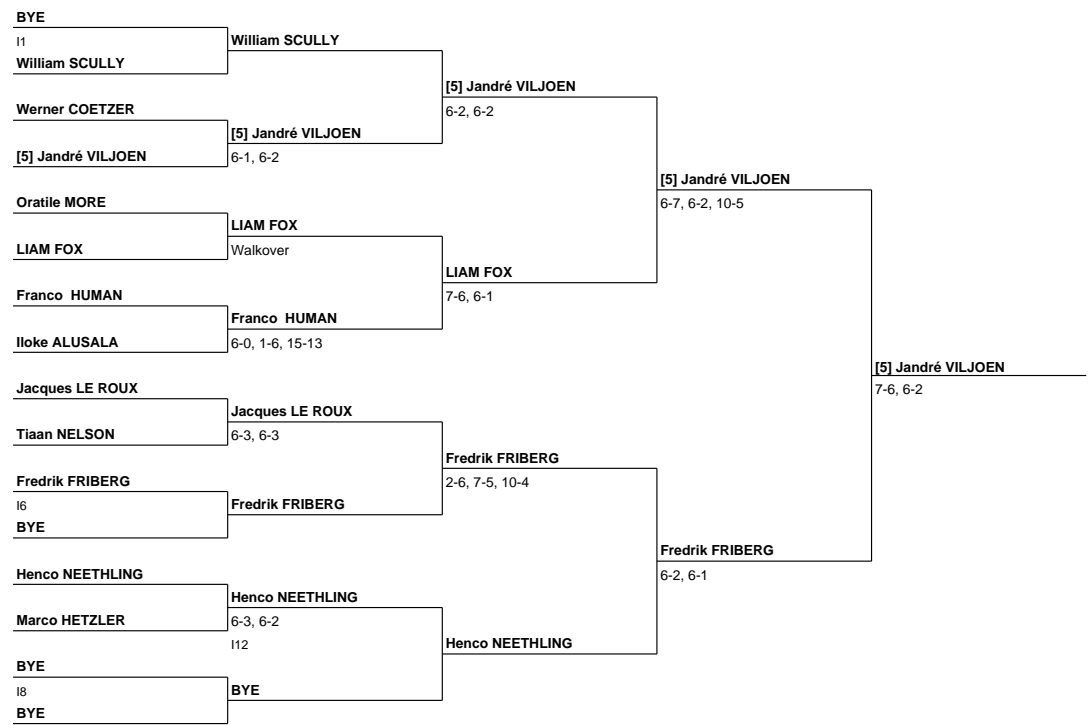 BYE
I1
William SCULLY
William SCULLY
[5] Jandré VILJOEN
6-2, 6-2
Werner COETZER
[5] Jandré VILJOEN
[5] Jandré VILJOEN
6-1, 6-2
[5] Jandré VILJOEN
6-7, 6-2, 10-5
Oratile MORE
LIAM FOX
LIAM FOX
Walkover
LIAM FOX
7-6, 6-1
Franco  HUMAN
Franco  HUMAN
Iloke ALUSALA
6-0, 1-6, 15-13
[5] Jandré VILJOEN
7-6, 6-2
Jacques LE ROUX
Jacques LE ROUX
Tiaan NELSON
6-3, 6-3
Fredrik FRIBERG
2-6, 7-5, 10-4
Fredrik FRIBERG
I6
Fredrik FRIBERG
BYE
Fredrik FRIBERG
6-2, 6-1
Henco NEETHLING
Henco NEETHLING
Marco HETZLER
6-3, 6-2
I12
Henco NEETHLING
BYE
I8
BYE
BYE